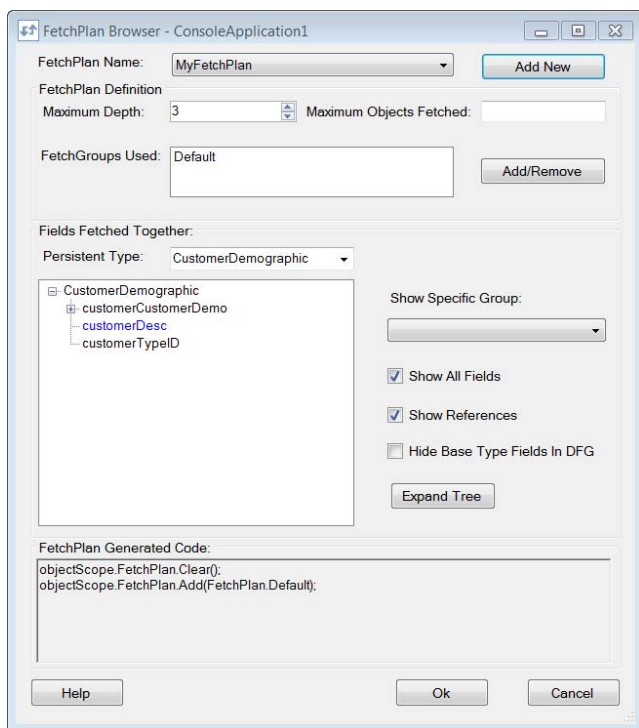 FetchPlan Browser - ConsoleApplication1
FetchPlan Name: MyFetchPlan Add New
FetchPlan Definition
Maximum Depth: 3 Maximum Objects Fetched:
FetchGroups Used: Default
Add/Remove
Fields Fetched Together:
Persistent Type: CustomerDemographic
CustomerDemographic
customerCustomerDemo
customerDesc
customerTypeID
Show Specific Group:
Show All Fields
Show References
Hide Base Type Fields In DFG
Expand Tree
FetchPlan Generated Code:
objectScope.FetchPlan.Clear();
objectScope.FetchPlan.Add(FetchPlan.Default);
Help Ok Cancel